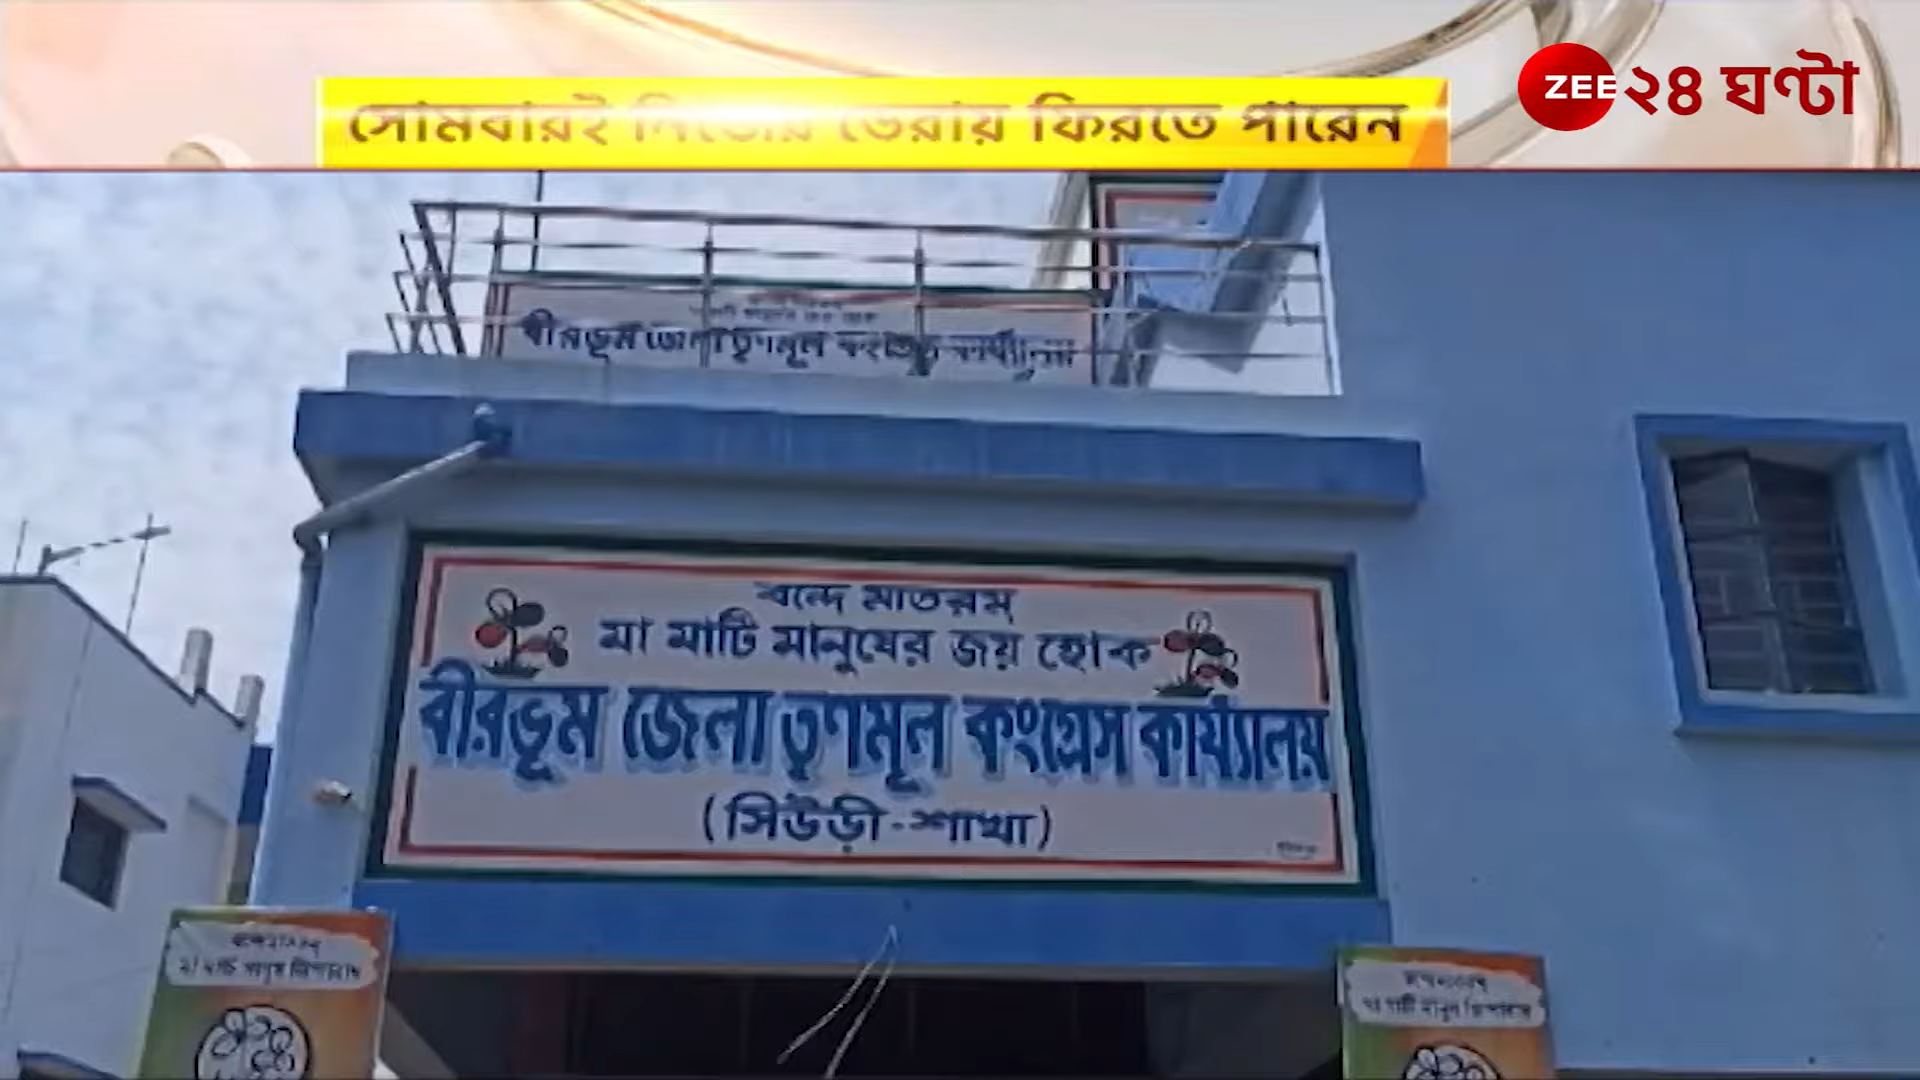 সোমবারই নিজের ডেরায় ফিরতে পারেন
ZEE ২৪ ঘণ্টা
বীরভূম জেলা তৃণমূল কংগ্রেস কার্য্যালয়
বন্দে মাতরম্
মা মাটি মানুষের জয় হোক
বীরভূম জেলা তৃণমূল কংগ্রেস কার্য্যালয়
(সিউড়ী-শাখা)